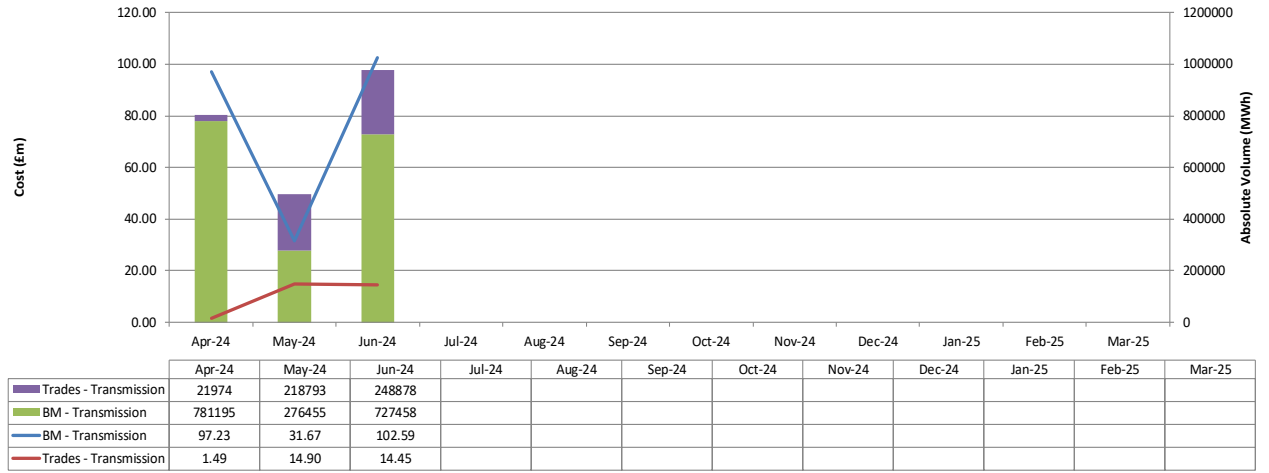 120.00
100.00
80.00
60.00
40.00
20.00
0.00
Cost (£m)
1200000
1000000
800000
600000
400000
200000
0
Absolute Volume (MWh)
Apr-24 May-24 Jun-24 Jul-24 Aug-24 Sep-24 Oct-24 Nov-24 Dec-24 Jan-25 Feb-25 Mar-25
Apr-24 May-24 Jun-24 Jul-24 Aug-24 Sep-24 Oct-24 Nov-24 Dec-24 Jan-25 Feb-25 Mar-25
Trades - Transmission 21974 218793 248878
BM - Transmission 781195 276455 727458
BM - Transmission 97.23 31.67 102.59
Trades - Transmission 1.49 14.90 14.45